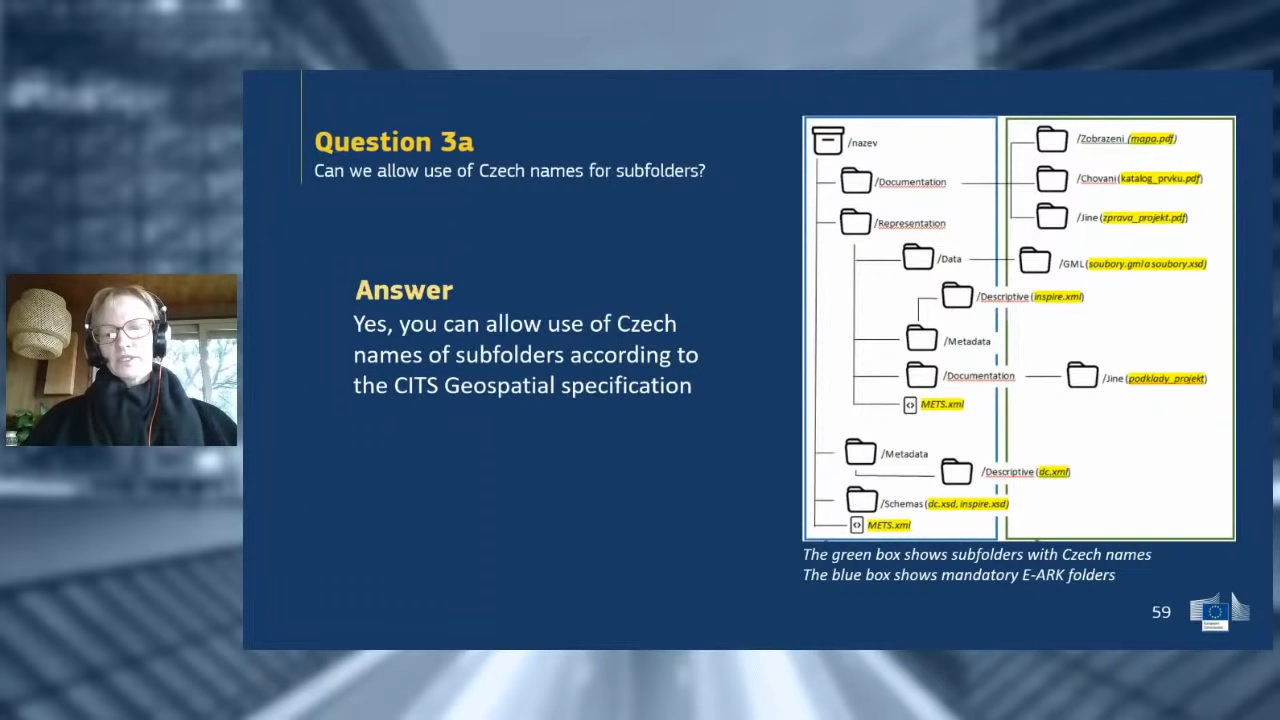 Question 3a
Can we allow use of Czech names for subfolders?
Answer
Yes, you can allow use of Czech
names of subfolders according to
the CITS Geospatial specification
/nazev
/Documentation
/Representation
/Data
/Descriptive (inspire.xml)
/Metadata
/Documentation
METS.xml
/Metadata
/Descriptive (dc.xml)
/Schemas (dc.xsd, inspire.xsd)
METS.xml
/Zobrazeni (mapa.pdf)
/Chovani (katalog_prvku.pdf)
/Jine (zprava_projekt.pdf)
/GML (soubory.gml a soubory.xsd)
/Jine (podklady_projekt)
The green box shows subfolders with Czech names
The blue box shows mandatory E-ARK folders
59